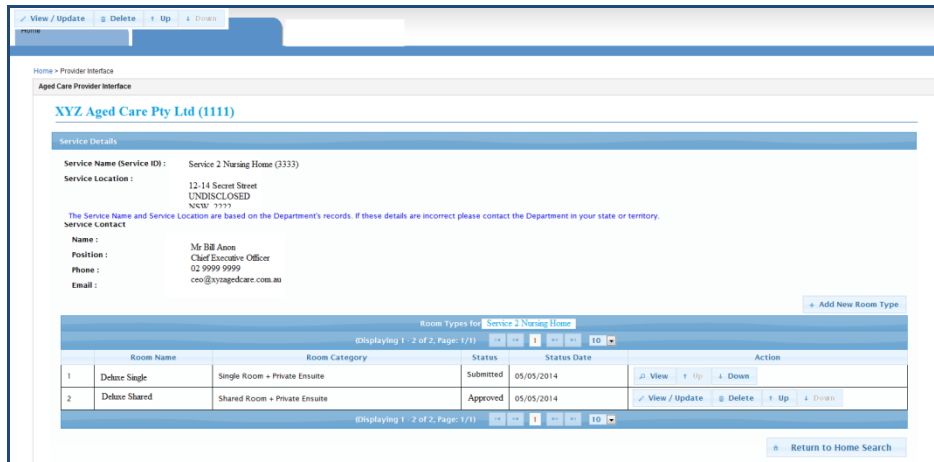 View / Update Delete Up Down
Home
Home > Provider Interface
Aged Care Provider Interface
XYZ Aged Care Pty Ltd (1111)
Service Details
Service Name (Service ID) : Service 2 Nursing Home (3333)
Service Location : 12-14 Secret Street
UNDISCLOSED
NSW 2222
The Service Name and Service Location are based on the Department's records. If these details are incorrect please contact the Department in your state or territory.
Service Contact
Name : Mr Bill Anon
Position : Chief Executive Officer
Phone : 02 9999 9999
Email : ceo@xyzagedcare.com.au
+ Add New Room Type
Room Types for Service 2 Nursing Home
(Displaying 1 - 2 of 2, Page: 1/1) 1 10
Room Name Room Category Status Status Date Action
1 Deluxe Single Single Room + Private Ensuite Submitted 05/05/2014 View Up Down
2 Deluxe Shared Shared Room + Private Ensuite Approved 05/05/2014 View / Update Delete Up Down
(Displaying 1 - 2 of 2, Page: 1/1) 1 10
Return to Home Search